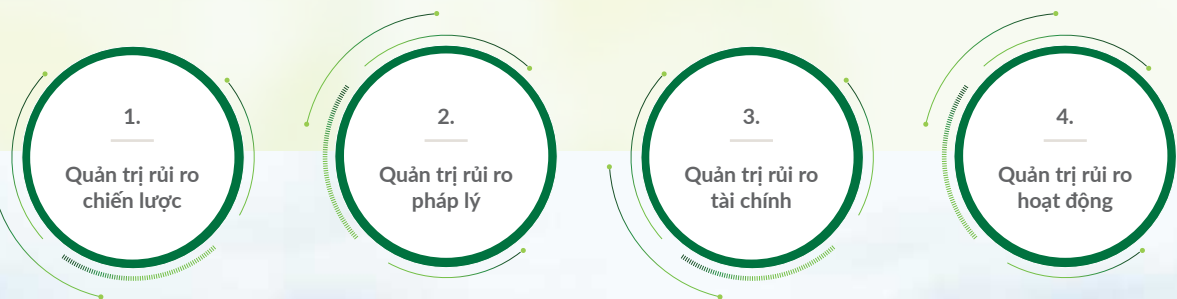 1.
Quản trị rủi ro
chiến lược
2.
Quản trị rủi ro
pháp lý
3.
Quản trị rủi ro
tài chính
4.
Quản trị rủi ro
hoạt động